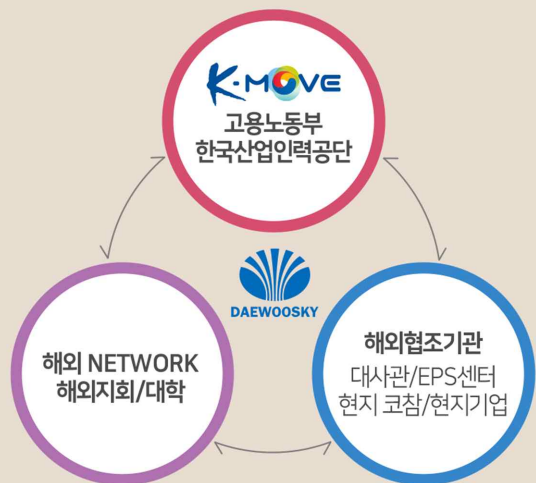 K·MOVE
고용노동부
한국산업인력공단
DAEWOOSKY
해외 NETWORK
해외지회/대학
해외협조기관
대사관/EPS센터
현지 코참/현지기업